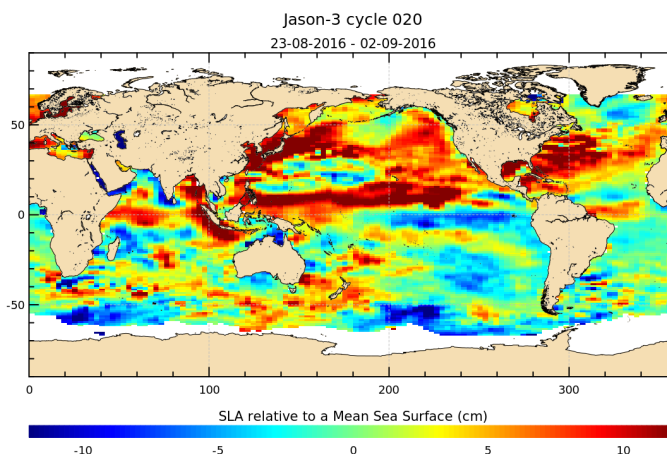 Jason-3 cycle 020
23-08-2016 - 02-09-2016
50
0
-50
0 100 200 300
SLA relative to a Mean Sea Surface (cm)
-10 -5 0 5 10